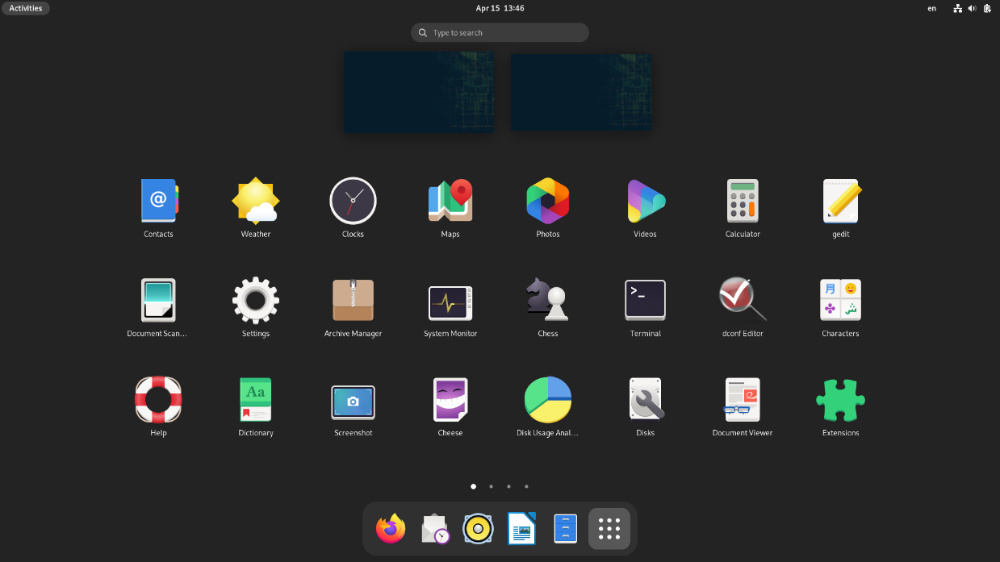 Activities
Apr 15 13:46
en
Type to search
Contacts
Weather
Clocks
Maps
Photos
Videos
Calculator
gedit
Document Scan...
Settings
Archive Manager
System Monitor
Chess
Terminal
dconf Editor
Characters
Help
Dictionary
Screenshot
Cheese
Disk Usage Anal...
Disks
Document Viewer
Extensions